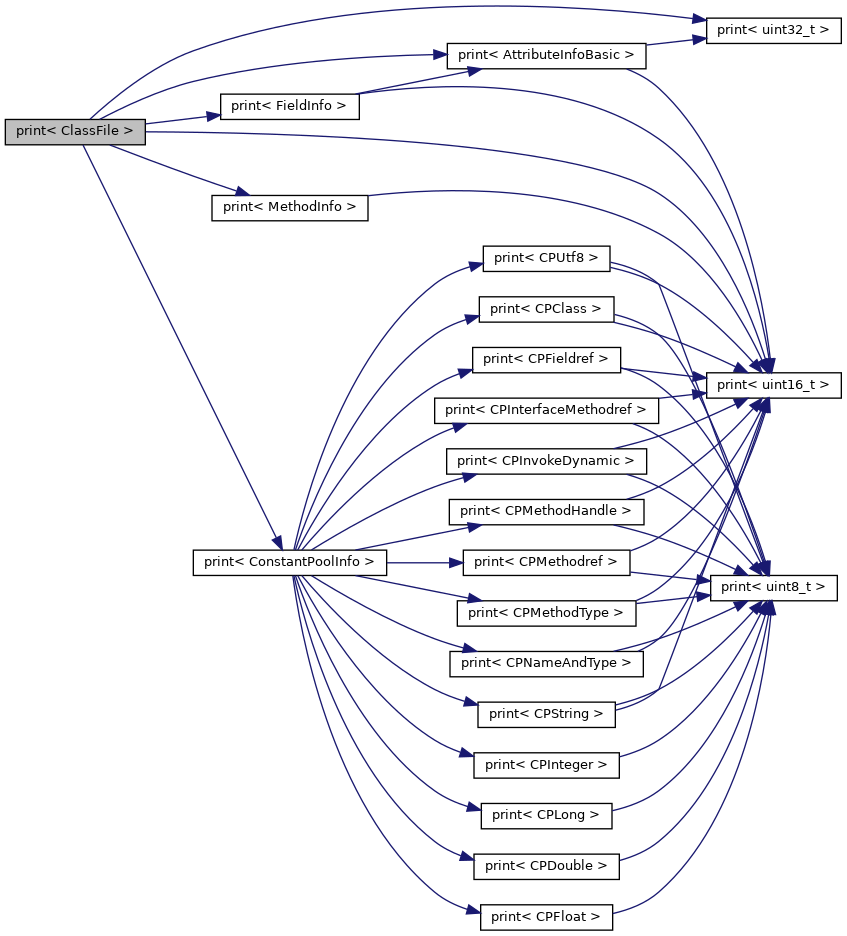 print< uint32_t >
print< AttributeInfoBasic >
print< FieldInfo >
print< ClassFile >
print< MethodInfo >
print< CPUtf8 >
print< CPClass >
print< CPFieldref >
print< uint16_t >
print< CPInterfaceMethodref >
print< CPInvokeDynamic >
print< CPMethodHandle >
print< ConstantPoolInfo >
print< CPMethodref >
print< uint8_t >
print< CPMethodType >
print< CPNameAndType >
print< CPString >
print< CPInteger >
print< CPLong >
print< CPDouble >
print< CPFloat >